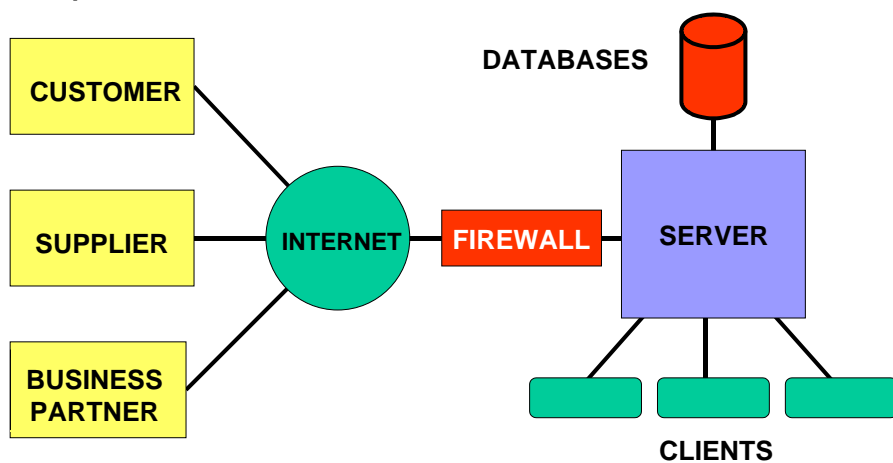 DATABASES
CUSTOMER
SUPPLIER
INTERNET
FIREWALL
SERVER
BUSINESS
PARTNER
CLIENTS